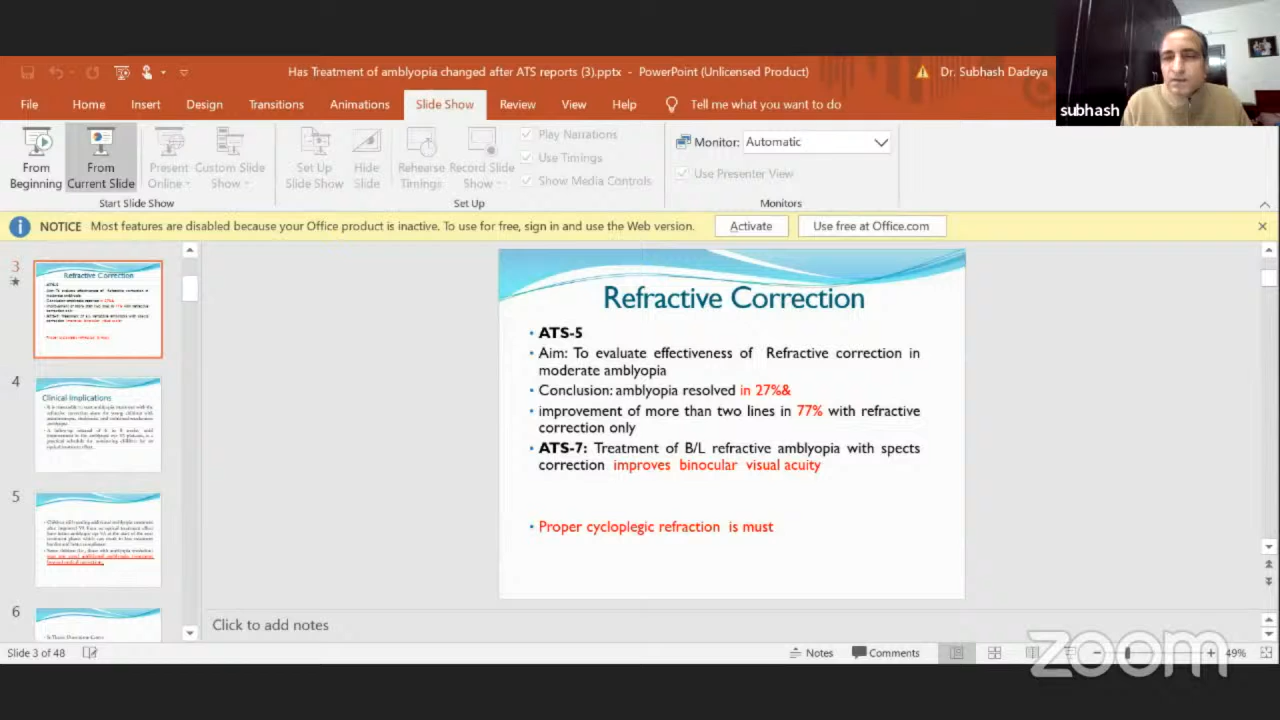 Has Treatment of amblyopia changed after ATS reports (3).pptx - PowerPoint (Unlicensed Product)
Dr. Subhash Dadeya
subhash
File Home Insert Design Transitions Animations Slide Show Review View Help Tell me what you want to do
From Beginning
From Current Slide
Present Online
Custom Slide Show
Set Up Slide Show
Hide Slide
Rehearse Timings
Record Slide Show
Play Narrations
Use Timings
Show Media Controls
Monitor: Automatic
Use Presenter View
Start Slide Show
Set Up
Monitors
NOTICE Most features are disabled because your Office product is inactive. To use for free, sign in and use the Web version.
Activate
Use free at Office.com
3
Refractive Correction
4
Clinical Implications
5
6
Refractive Correction
• ATS-5
• Aim: To evaluate effectiveness of Refractive correction in
moderate amblyopia
• Conclusion: amblyopia resolved in 27%&
• improvement of more than two lines in 77% with refractive
correction only
• ATS-7: Treatment of B/L refractive amblyopia with spects
correction improves binocular visual acuity
• Proper cycloplegic refraction is must
Click to add notes
Slide 3 of 48
Notes
Comments
49%
zoom